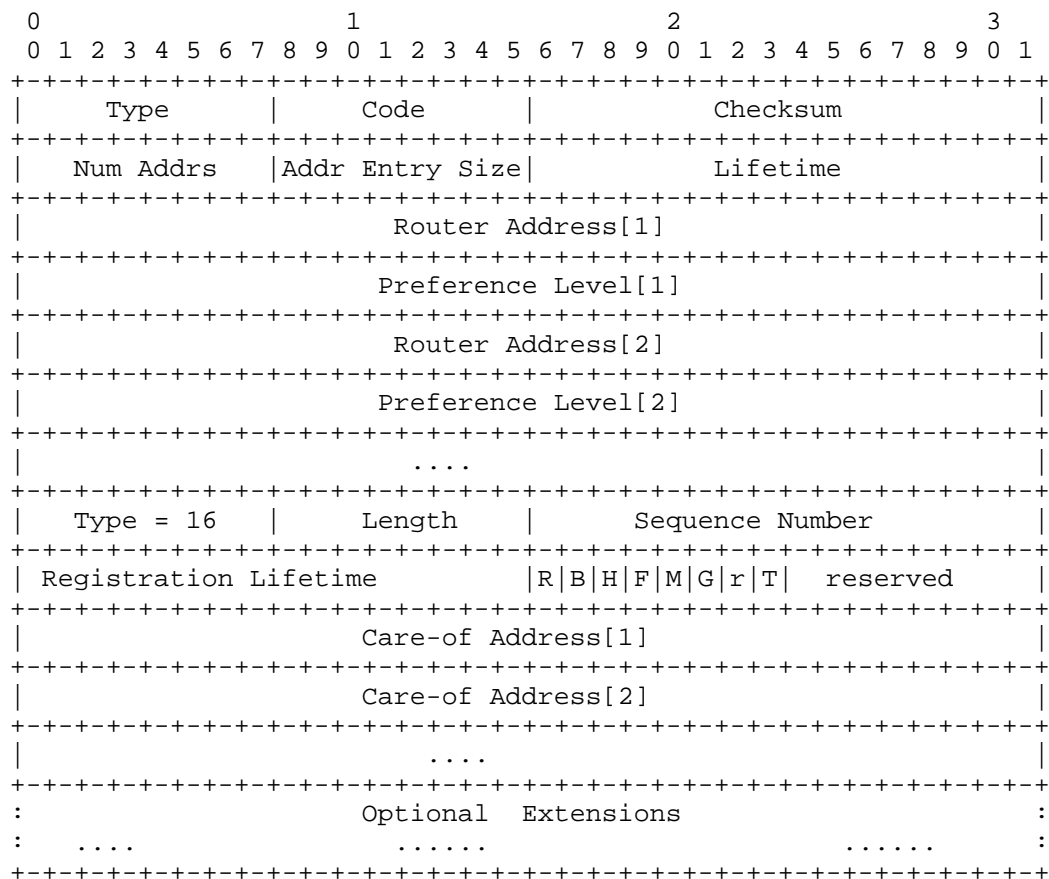 0                   1                   2                   3
 0 1 2 3 4 5 6 7 8 9 0 1 2 3 4 5 6 7 8 9 0 1 2 3 4 5 6 7 8 9 0 1
+-+-+-+-+-+-+-+-+-+-+-+-+-+-+-+-+-+-+-+-+-+-+-+-+-+-+-+-+-+-+-+-+
|     Type      |     Code      |           Checksum            |
+-+-+-+-+-+-+-+-+-+-+-+-+-+-+-+-+-+-+-+-+-+-+-+-+-+-+-+-+-+-+-+-+
|   Num Addrs   |Addr Entry Size|           Lifetime            |
+-+-+-+-+-+-+-+-+-+-+-+-+-+-+-+-+-+-+-+-+-+-+-+-+-+-+-+-+-+-+-+-+
|                       Router Address[1]                       |
+-+-+-+-+-+-+-+-+-+-+-+-+-+-+-+-+-+-+-+-+-+-+-+-+-+-+-+-+-+-+-+-+
|                      Preference Level[1]                      |
+-+-+-+-+-+-+-+-+-+-+-+-+-+-+-+-+-+-+-+-+-+-+-+-+-+-+-+-+-+-+-+-+
|                       Router Address[2]                       |
+-+-+-+-+-+-+-+-+-+-+-+-+-+-+-+-+-+-+-+-+-+-+-+-+-+-+-+-+-+-+-+-+
|                      Preference Level[2]                      |
+-+-+-+-+-+-+-+-+-+-+-+-+-+-+-+-+-+-+-+-+-+-+-+-+-+-+-+-+-+-+-+-+
|                        ....                                   |
+-+-+-+-+-+-+-+-+-+-+-+-+-+-+-+-+-+-+-+-+-+-+-+-+-+-+-+-+-+-+-+-+
|   Type = 16   |     Length    |      Sequence Number          |
+-+-+-+-+-+-+-+-+-+-+-+-+-+-+-+-+-+-+-+-+-+-+-+-+-+-+-+-+-+-+-+-+
| Registration Lifetime         |R|B|H|F|M|G|r|T|  reserved     |
+-+-+-+-+-+-+-+-+-+-+-+-+-+-+-+-+-+-+-+-+-+-+-+-+-+-+-+-+-+-+-+-+
|                     Care-of Address[1]                        |
+-+-+-+-+-+-+-+-+-+-+-+-+-+-+-+-+-+-+-+-+-+-+-+-+-+-+-+-+-+-+-+-+
|                     Care-of Address[2]                        |
+-+-+-+-+-+-+-+-+-+-+-+-+-+-+-+-+-+-+-+-+-+-+-+-+-+-+-+-+-+-+-+-+
|                         ....                                  |
+-+-+-+-+-+-+-+-+-+-+-+-+-+-+-+-+-+-+-+-+-+-+-+-+-+-+-+-+-+-+-+-+
:                     Optional  Extensions                      :
:   ....                ......                      ......      :
+-+-+-+-+-+-+-+-+-+-+-+-+-+-+-+-+-+-+-+-+-+-+-+-+-+-+-+-+-+-+-+-+